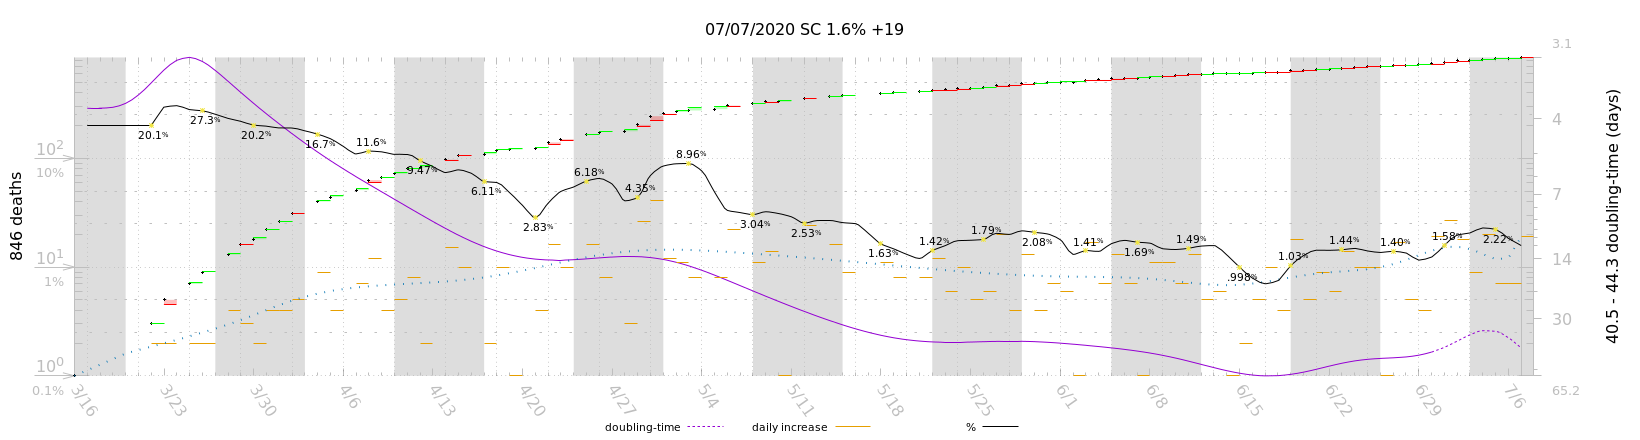 07/07/2020 SC 1.6% +19
846 deaths
10² 10% 10¹ 1% 10⁰ 0.1%
20.1% 27.3% 20.2% 16.7% 11.6% 9.47% 6.11% 2.83% 6.18% 4.35% 8.96% 3.04% 2.53% 1.63% 1.42% 1.79% 2.08% 1.41% 1.69% 1.49% .998% 1.03% 1.44% 1.40% 1.58% 2.22%
3.1
4
7
14
30
65.2
40.5 - 44.3 doubling-time (days)
3/16 3/23 3/30 4/6 4/13 4/20 4/27 5/4 5/11 5/18 5/25 6/1 6/8 6/15 6/22 6/29 7/6
doubling-time daily increase %